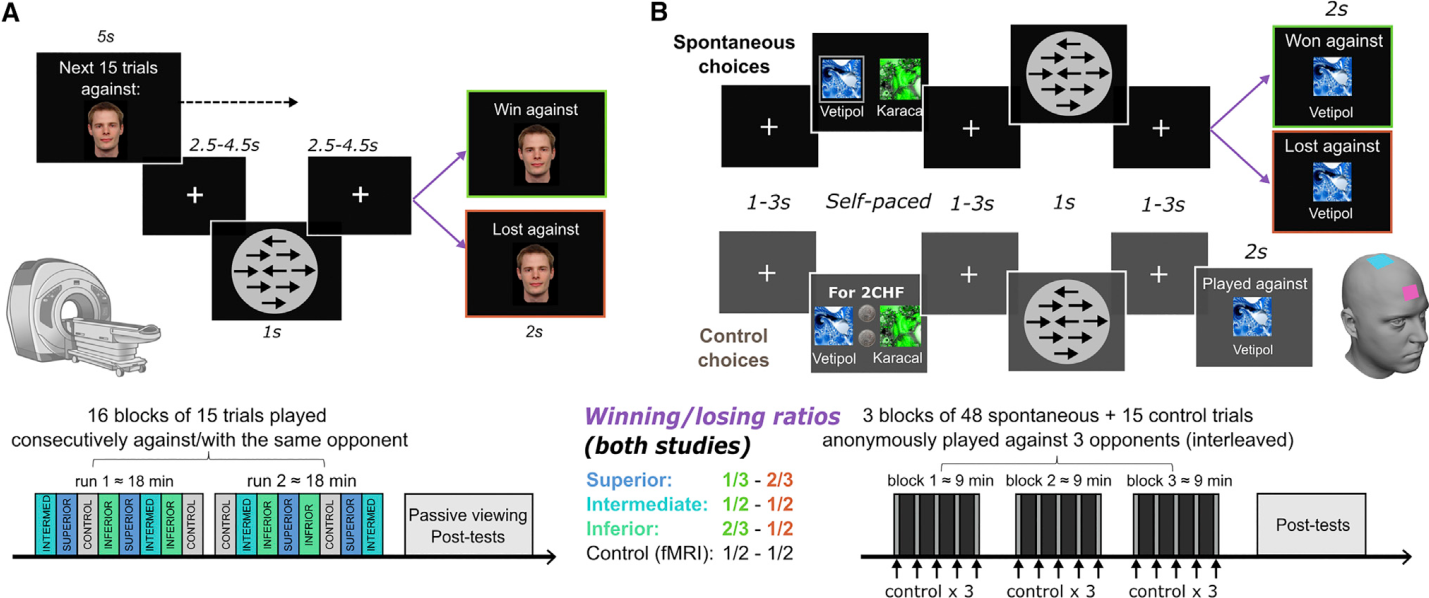 A
5s
Next 15 trials
against:
2.5-4.5s
2.5-4.5s
Win against
Lost against
1s
2s
16 blocks of 15 trials played
consecutively against/with the same opponent
run 1 ≈ 18 min
run 2 ≈ 18 min
INTERMED
SUPERIOR
CONTROL
INFERIOR
SUPERIOR
INTERMED
INFERIOR
CONTROL
CONTROL
INTERMED
INFERIOR
SUPERIOR
INFRIOR
CONTROL
SUPERIOR
INTERMED
Passive viewing
Post-tests
Winning/losing ratios
(both studies)
Superior: 1/3 - 2/3
Intermediate: 1/2 - 1/2
Inferior: 2/3 - 1/2
Control (fMRI): 1/2 - 1/2
B
Spontaneous
choices
Vetipol Karaca
2s
Won against
Vetipol
Lost against
Vetipol
1-3s Self-paced 1-3s 1s 1-3s
Control
choices
For 2CHF
Vetipol Karacal
2s
Played against
Vetipol
3 blocks of 48 spontaneous + 15 control trials
anonymously played against 3 opponents (interleaved)
block 1 ≈ 9 min
block 2 ≈ 9 min
block 3 ≈ 9 min
Post-tests
control x 3
control x 3
control x 3